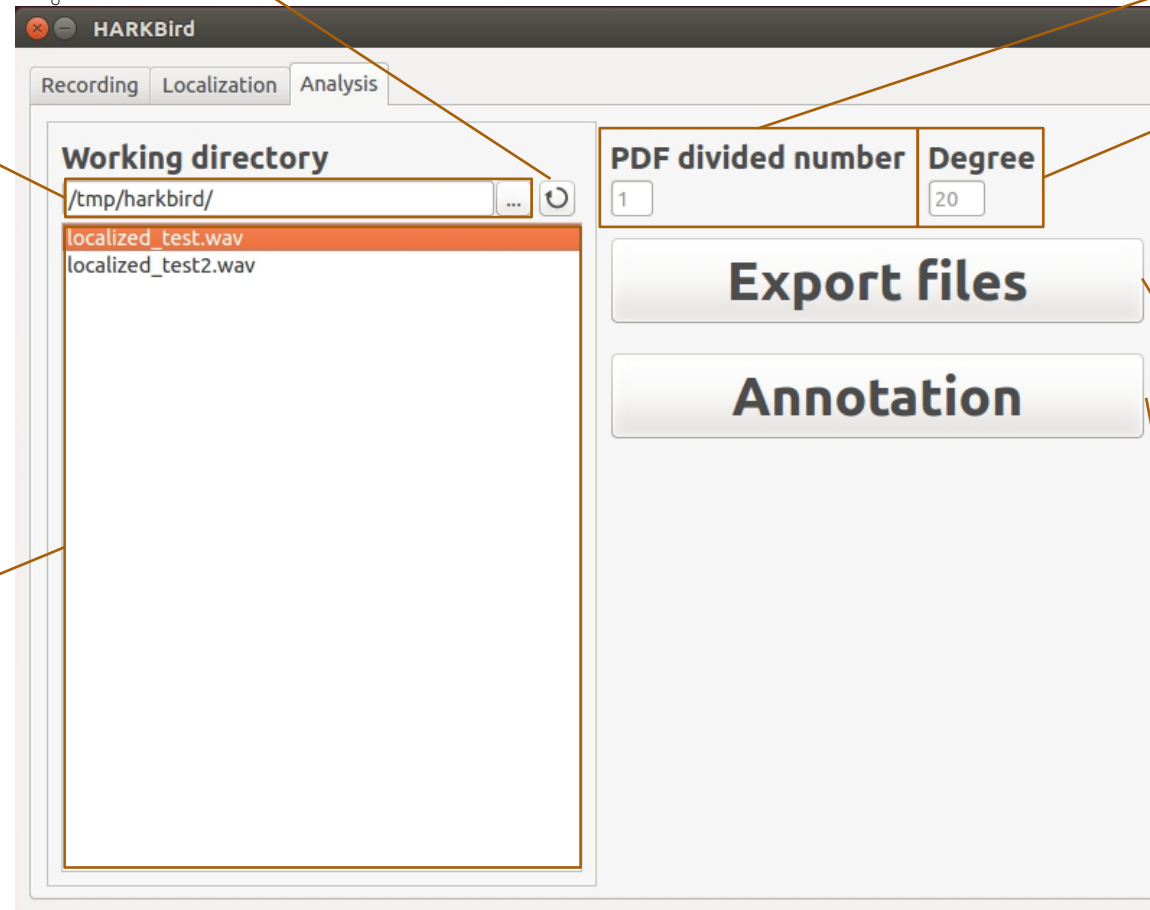 HARKBird
Recording Localization Analysis
Working directory
/tmp/harkbird/ ...
localized_test.wav
localized_test2.wav
PDF divided number Degree
1 20
Export files
Annotation